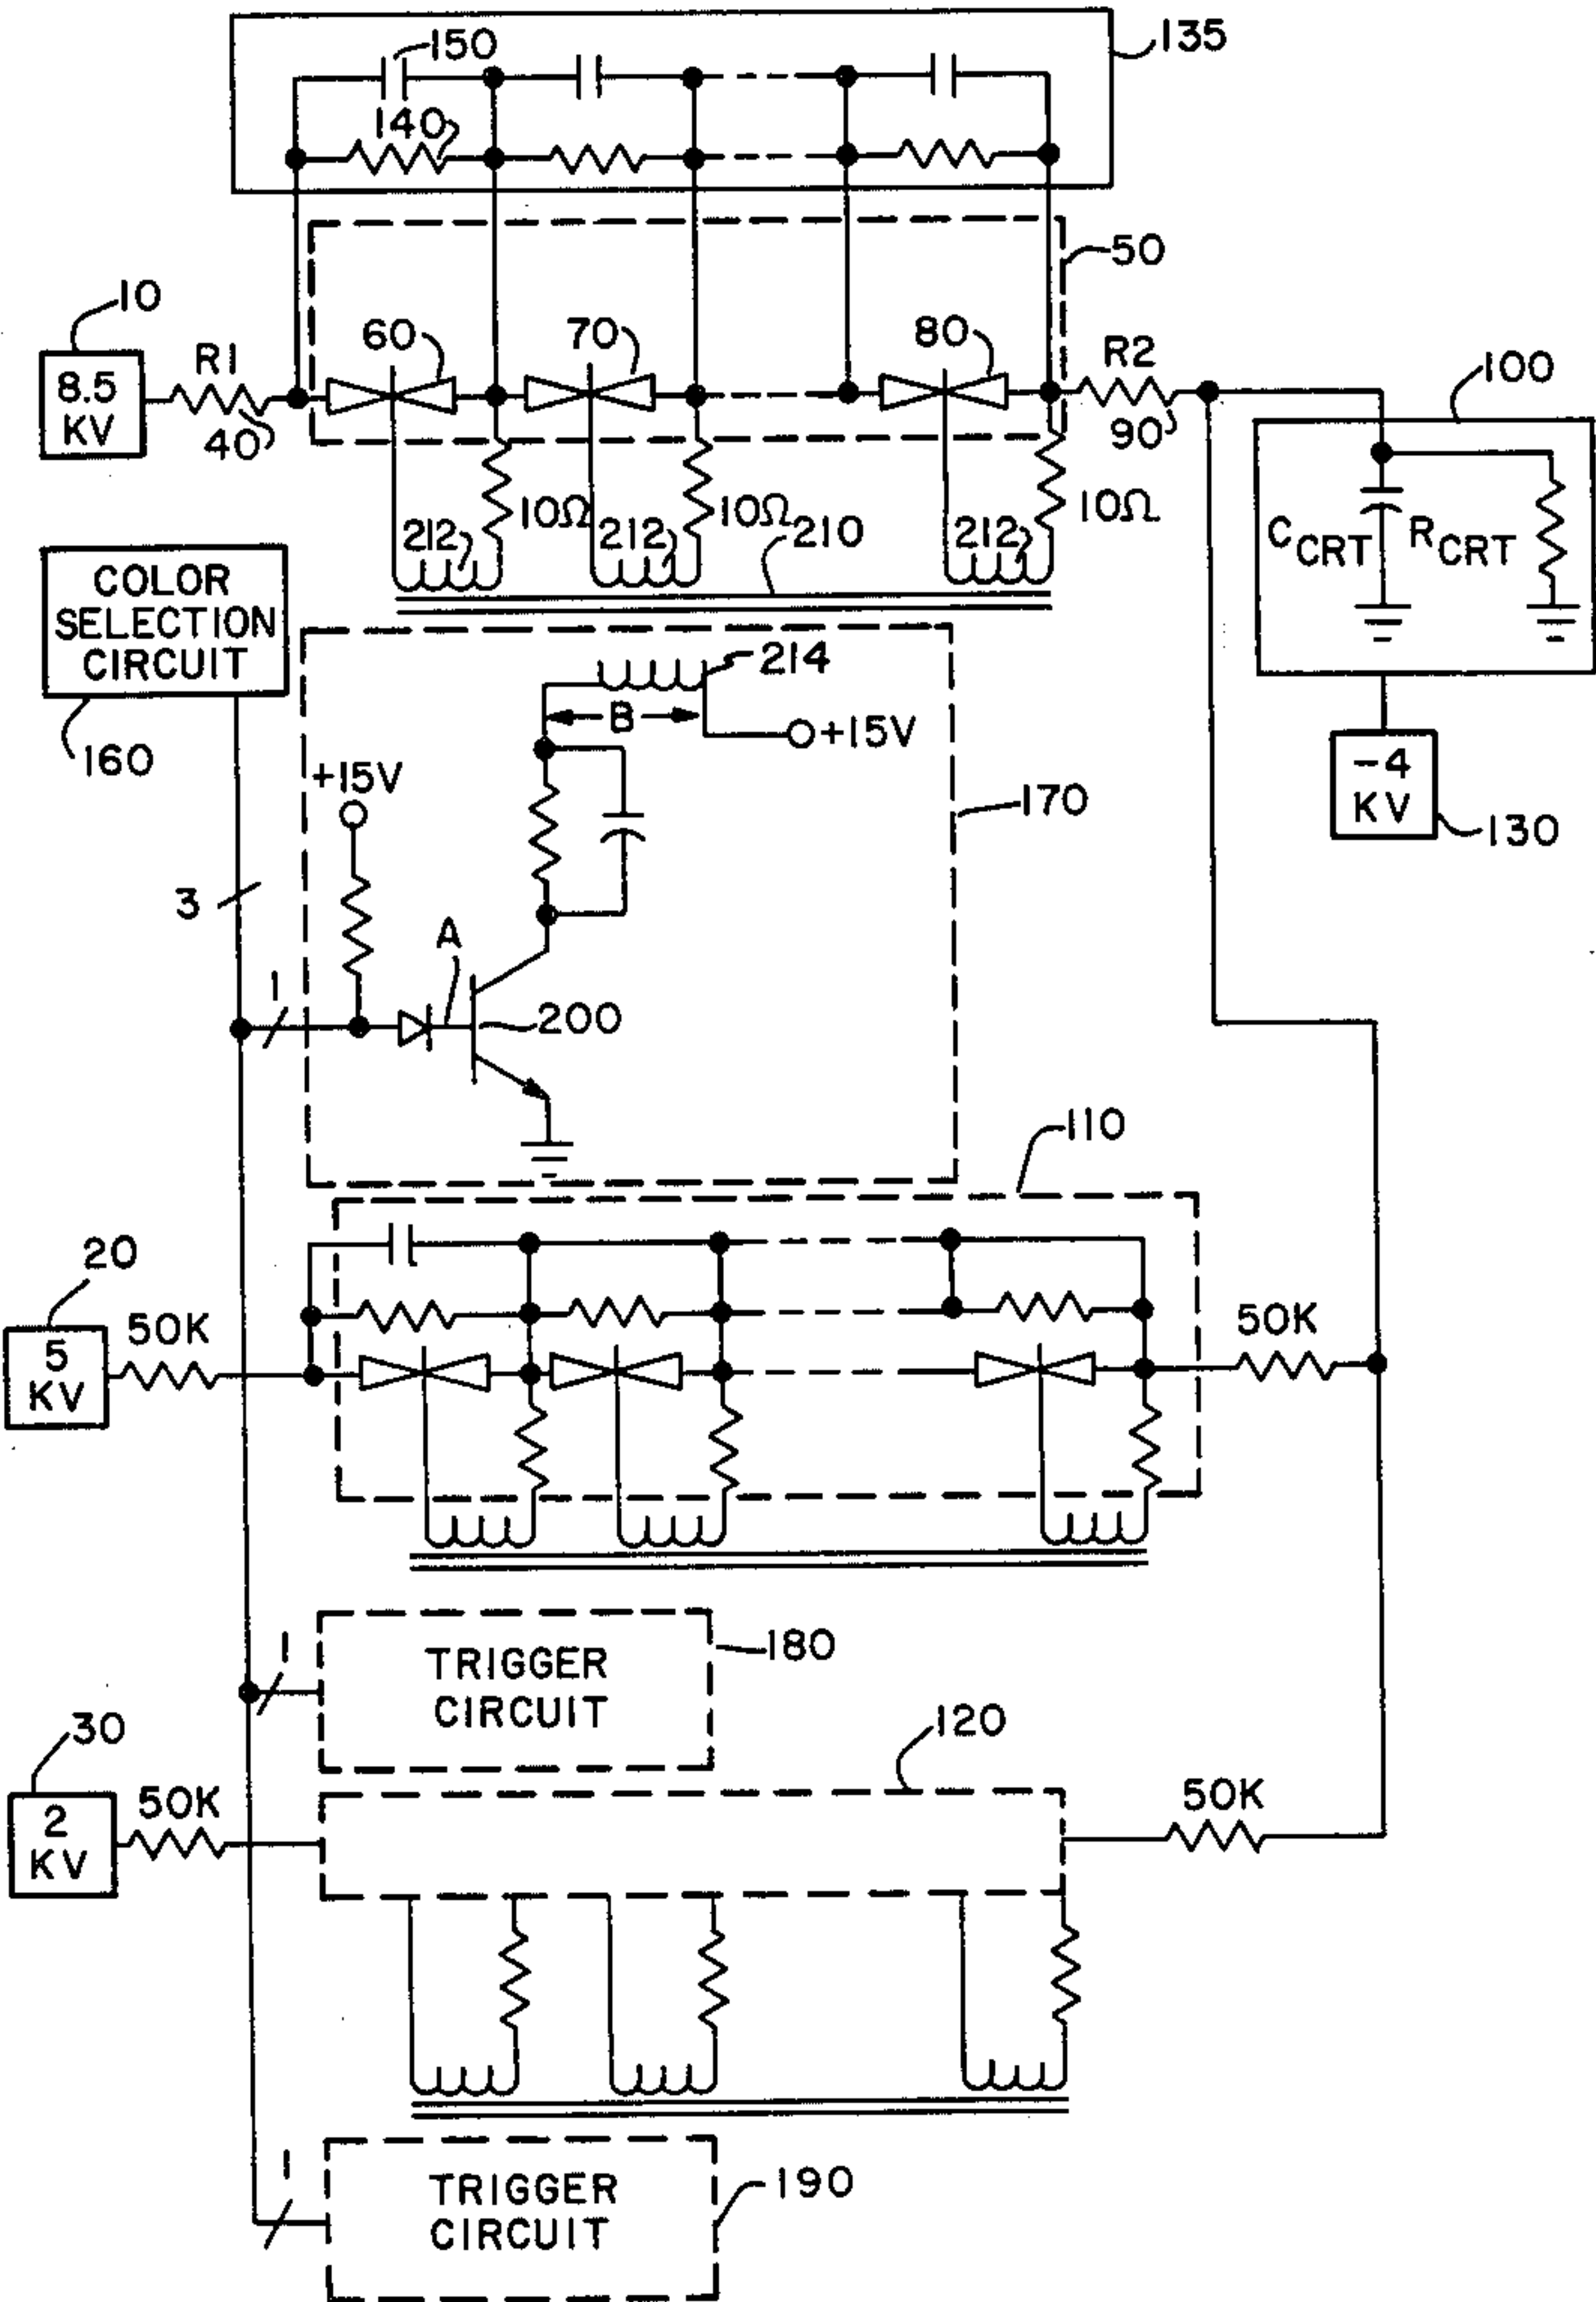 150
135
140
50
10
60
70
80
R1
R2
100
8.5
KV
40
90
10Ω
10Ω
10Ω
212
212
210
212
C CRT
R CRT
COLOR
SELECTION
CIRCUIT
214
B
+15V
160
+15V
-4
KV
170
130
3
A
1
200
110
20
50K
50K
5
KV
1
TRIGGER
CIRCUIT
180
30
120
50K
50K
2
KV
1
TRIGGER
CIRCUIT
190